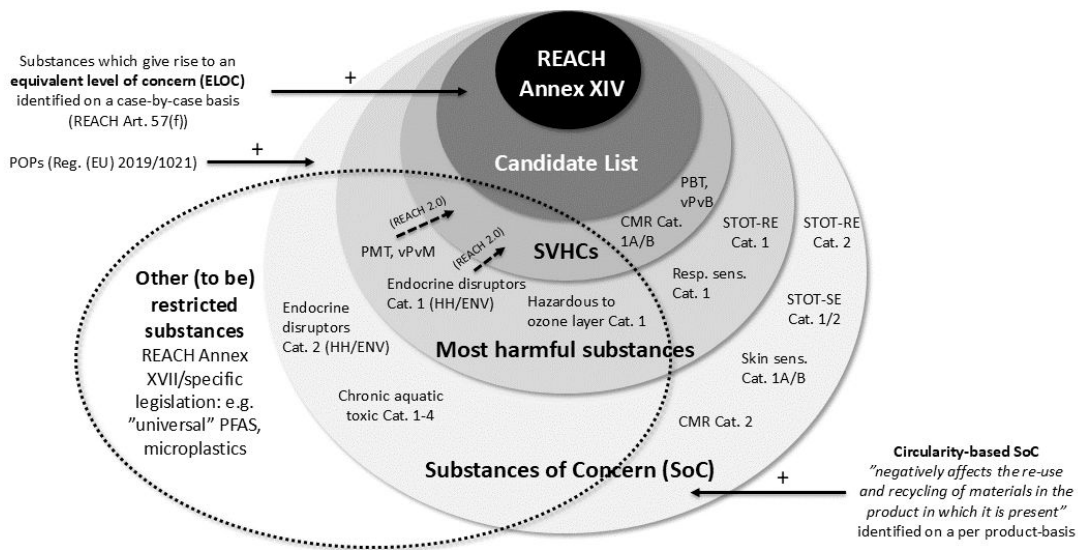 REACH
Annex XIV
Substances which give rise to an
equivalent level of concern (ELOC)
identified on a case-by-case basis
(REACH Art. 57(f))
+
POPs (Reg. (EU) 2019/1021)
+
Candidate List
PBT,
vPvB
CMR Cat.
1A/B
SVHCs
(REACH 2.0)
PMT, vPvM
(REACH 2.0)
Endocrine disruptors
Cat. 1 (HH/ENV)
Hazardous to
ozone layer Cat. 1
STOT-RE
Cat. 1
Resp. sens.
Cat. 1
Most harmful substances
STOT-RE
Cat. 2
STOT-SE
Cat. 1/2
Skin sens.
Cat. 1A/B
CMR Cat. 2
Endocrine
disruptors
Cat. 2 (HH/ENV)
Chronic aquatic
toxic Cat. 1-4
Substances of Concern (SoC)
Other (to be)
restricted
substances
REACH Annex
XVII/specific
legislation: e.g.
”universal” PFAS,
microplastics
+
Circularity-based SoC
”negatively affects the re-use
and recycling of materials in the
product in which it is present”
identified on a per product-basis